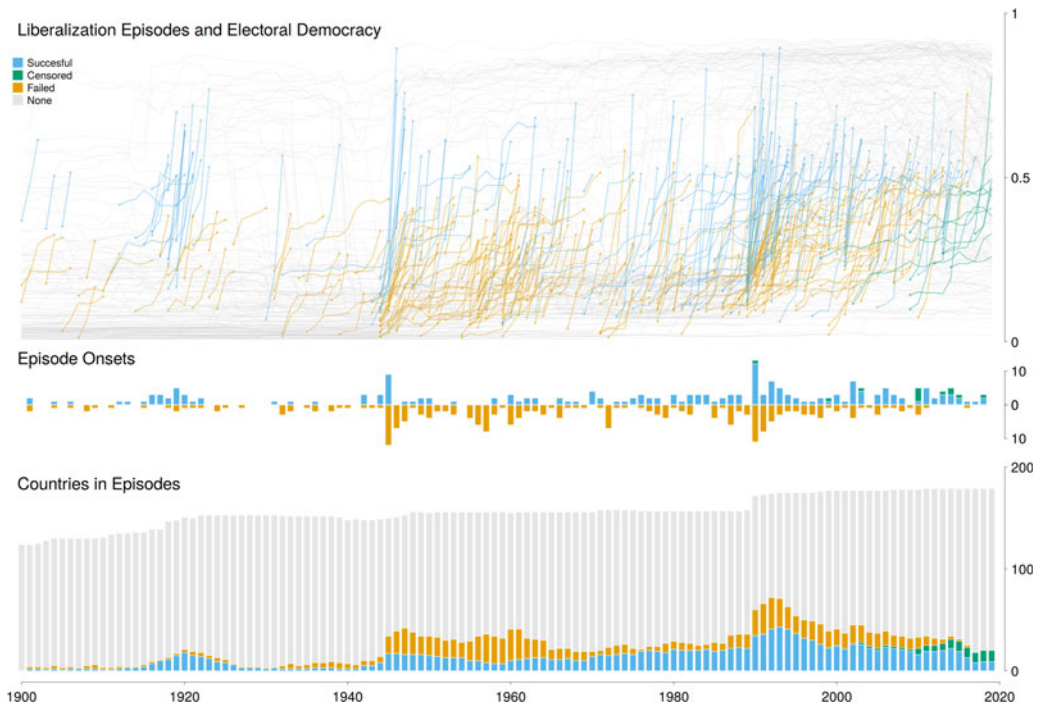 Liberalization Episodes and Electoral Democracy
Succesful
Censored
Failed
None
1
0.5
0
Episode Onsets
10
0
10
Countries in Episodes
200
100
0
1900
1920
1940
1960
1980
2000
2020